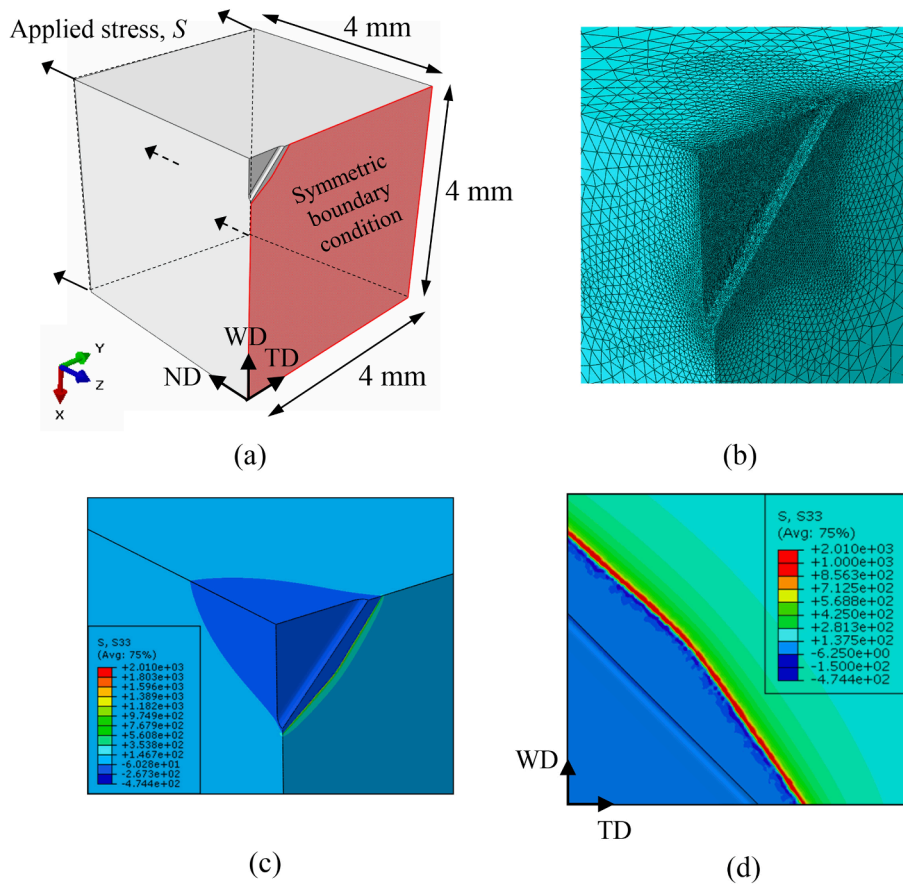 Applied stress, S
4 mm
4 mm
4 mm
Symmetric
boundary
condition
WD
TD
ND
Y
Z
X
(a)
(b)
S, S33
(Avg: 75%)
+2.010e+03
+1.803e+03
+1.596e+03
+1.389e+03
+1.182e+03
+9.749e+02
+7.679e+02
+5.608e+02
+3.538e+02
+1.467e+02
-6.028e+01
-2.673e+02
-4.744e+02
(c)
S, S33
(Avg: 75%)
+2.010e+03
+1.000e+03
+8.563e+02
+7.125e+02
+5.688e+02
+4.250e+02
+2.813e+02
+1.375e+02
-6.250e+00
-1.500e+02
-4.744e+02
WD
TD
(d)